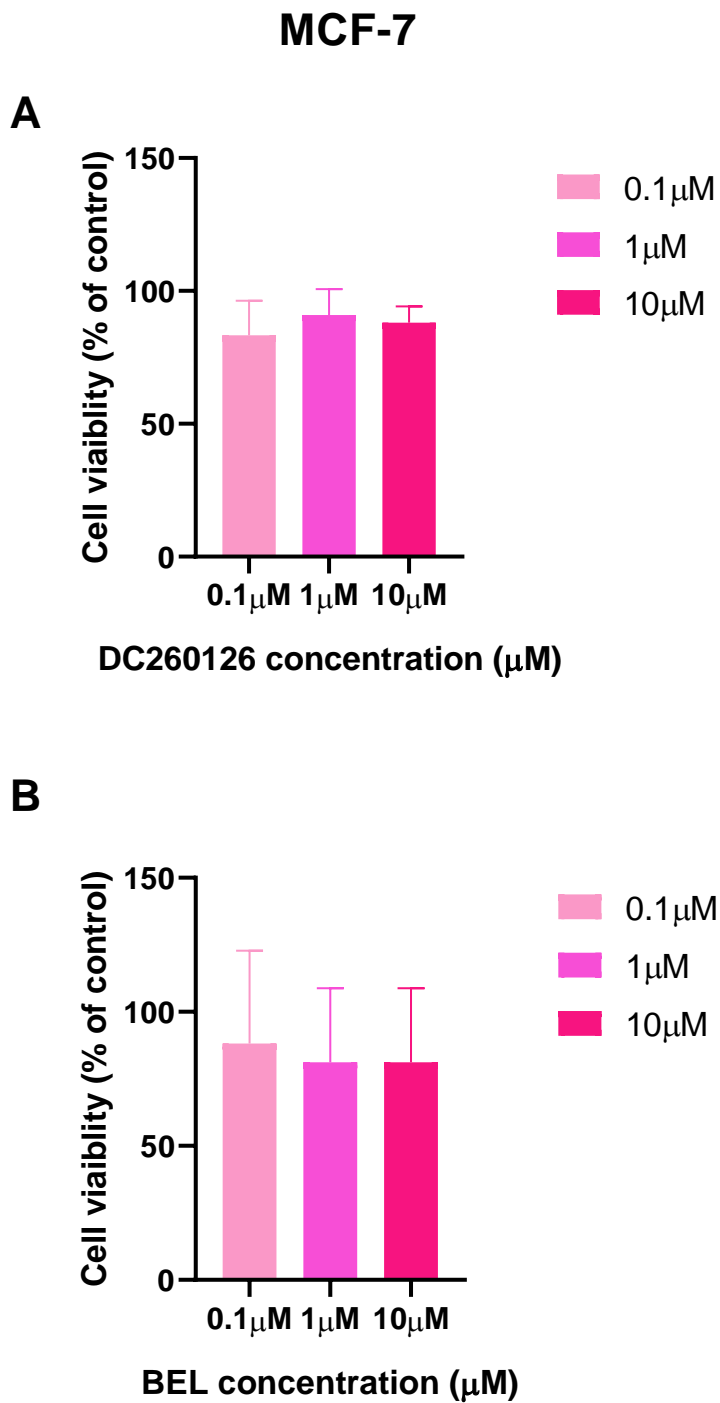 MCF-7
A
Cell viaiblity (% of control)
150
100
50
0
0.1μM 1μM 10μM
DC260126 concentration (μM)
0.1μM
1μM
10μM
B
Cell viaiblity (% of control)
150
100
50
0
0.1μM 1μM 10μM
BEL concentration (μM)
0.1μM
1μM
10μM